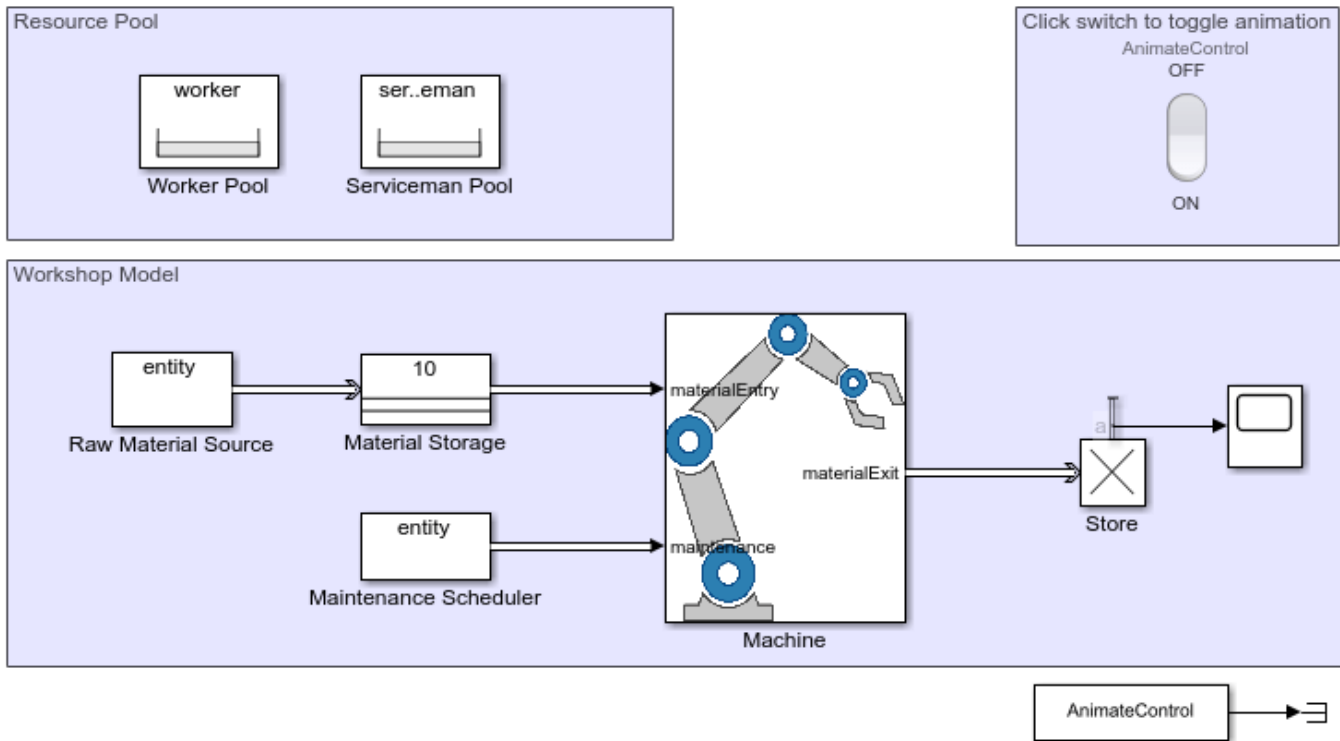 Resource Pool
worker
Worker Pool
ser..eman
Serviceman Pool
Click switch to toggle animation
AnimateControl
OFF
ON
Workshop Model
entity
Raw Material Source
10
Material Storage
entity
Maintenance Scheduler
materialEntry
maintenance
materialExit
Machine
a
Store
AnimateControl